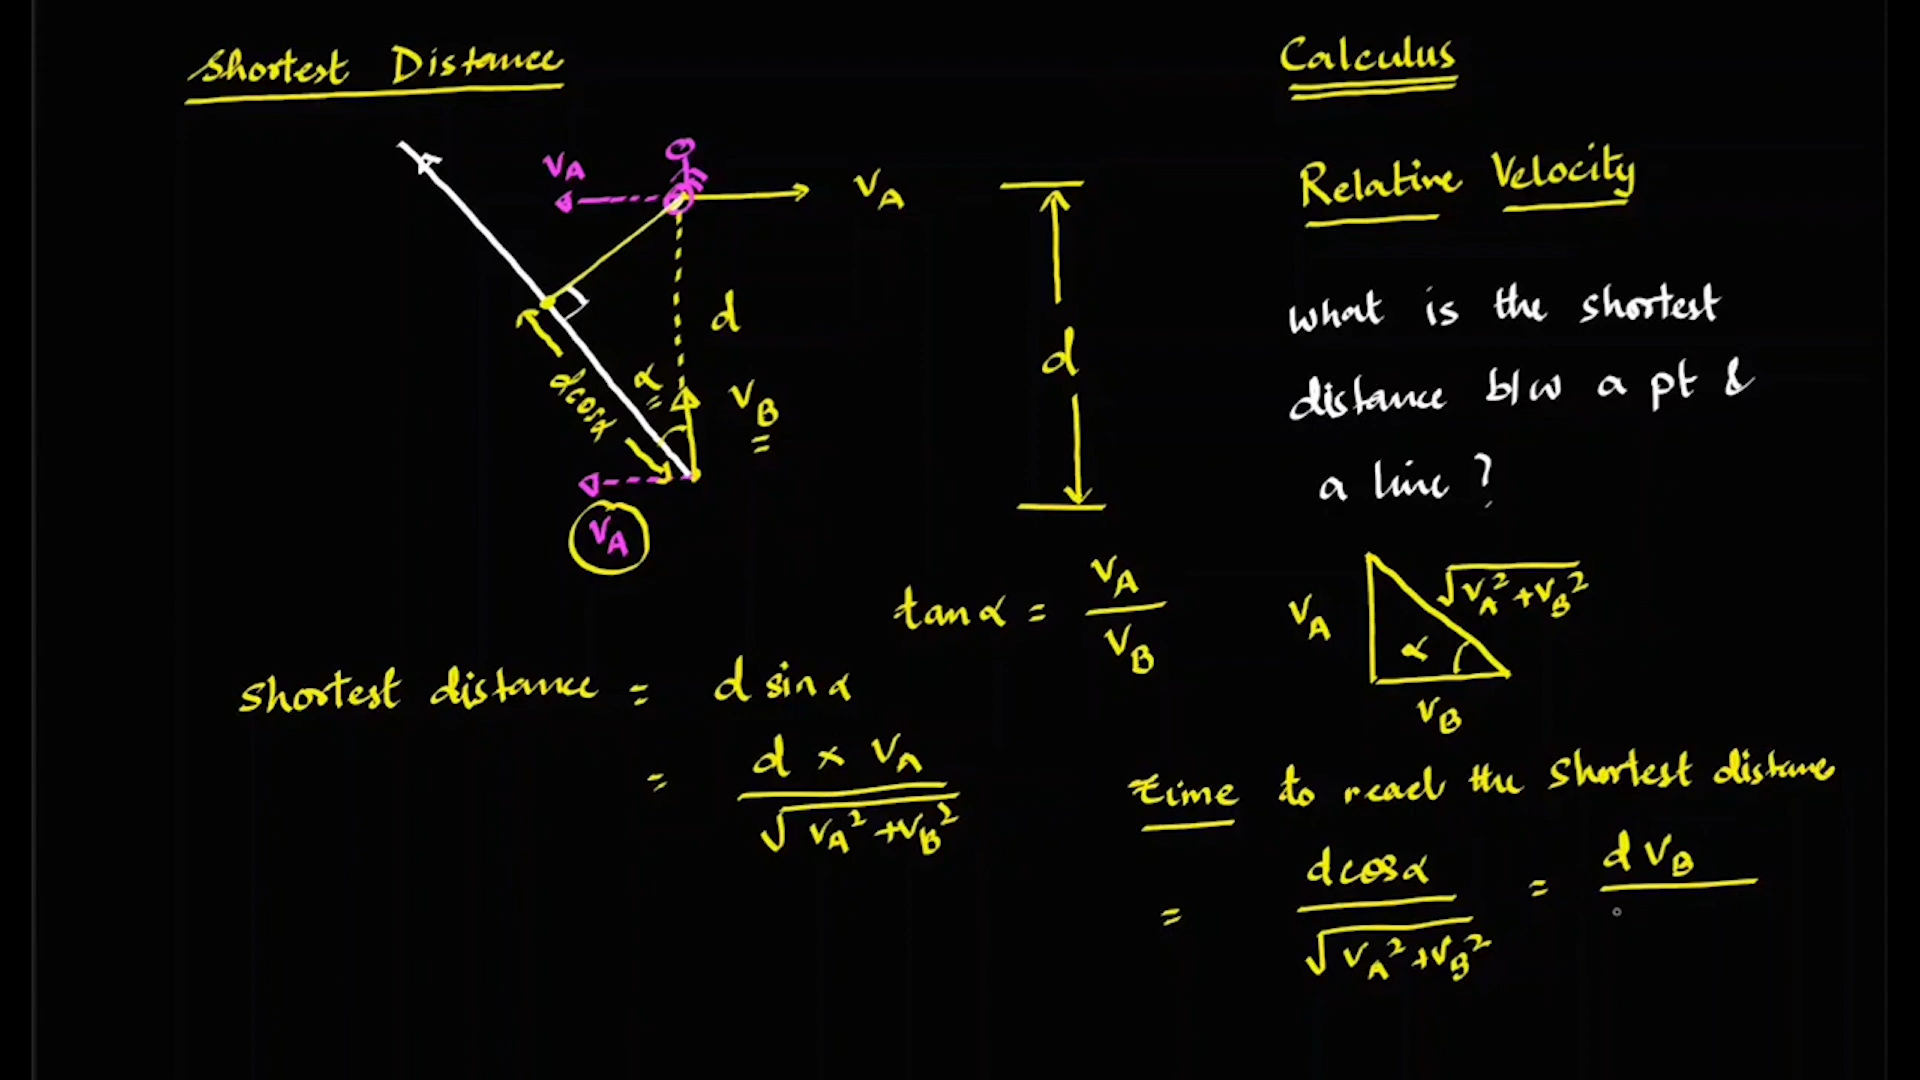 Shortest Distance
Calculus
vA
vA
Relative Velocity
d
d
α
vB
dcosα
vA
what is the shortest
distance b/w a pt &
a line ?
tanα = vA/vB
vA
√vA²+vB²
α
vB
shortest distance = d sinα
= d × vA / √vA²+vB²
time to reach the shortest distance
= dcosα / √vA²+vB² = dvB